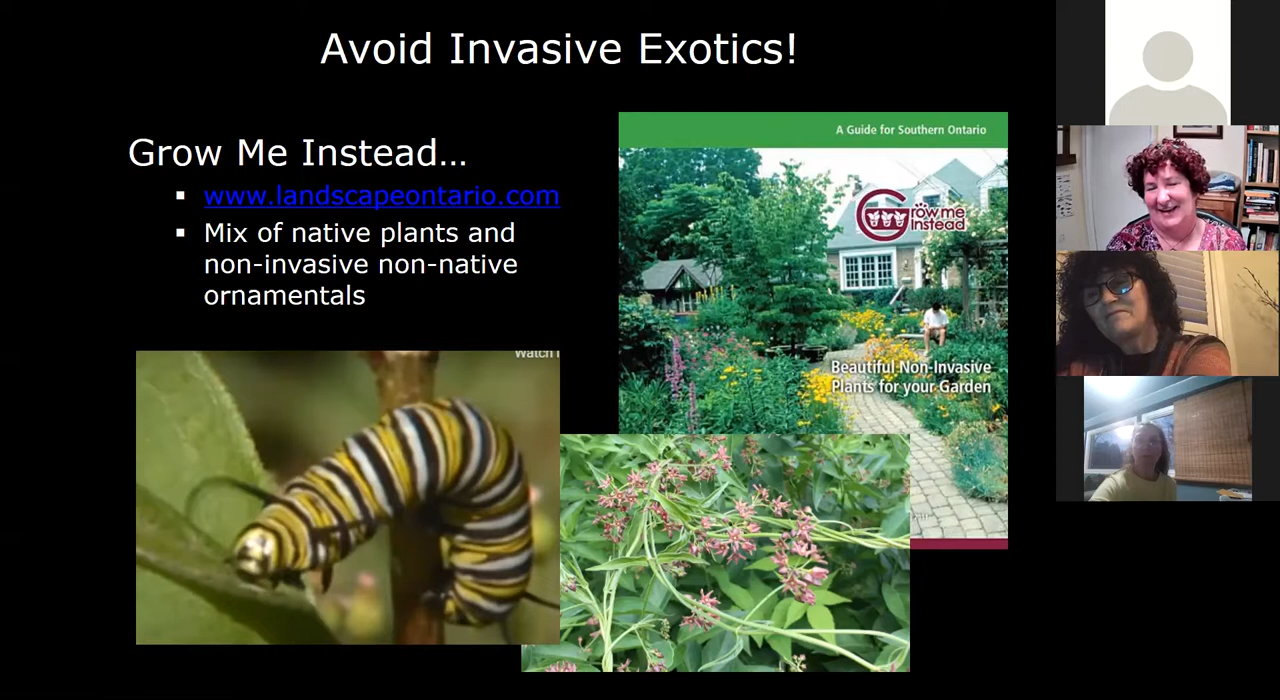 Avoid Invasive Exotics!
Grow Me Instead...
www.landscapeontario.com
Mix of native plants and
non-invasive non-native
ornamentals
A Guide for Southern Ontario
Grow me
Instead
Beautiful Non-Invasive
Plants for your Garden
Watch